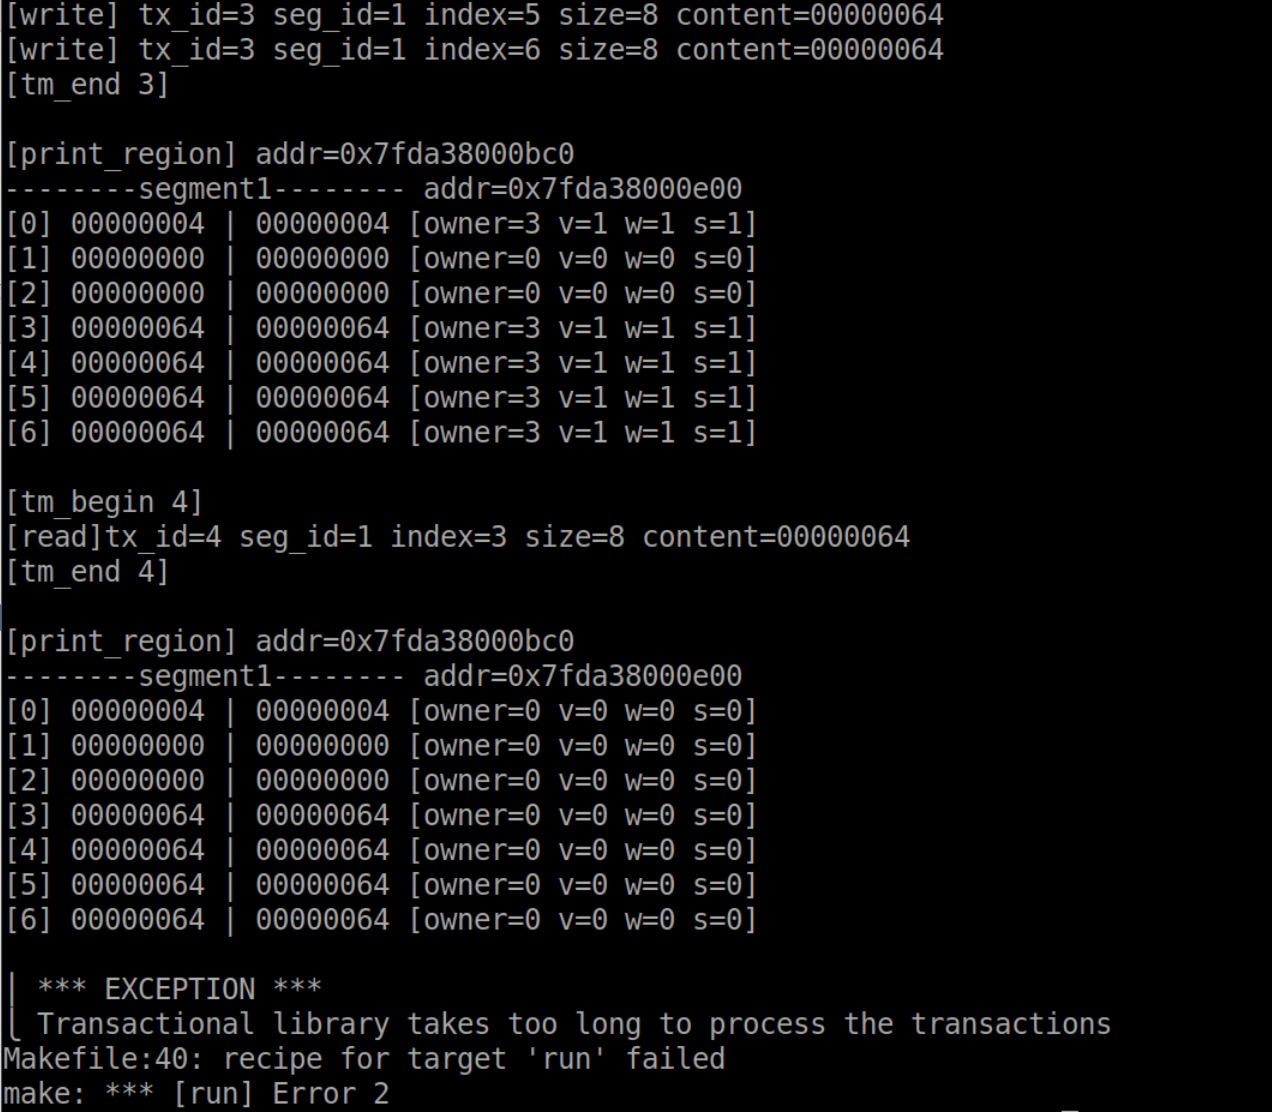 [write] tx_id=3 seg_id=1 index=5 size=8 content=00000064
[write] tx_id=3 seg_id=1 index=6 size=8 content=00000064
[tm_end 3]
[print_region] addr=0x7fda38000bc0
--------segment1-------- addr=0x7fda38000e00
[0] 00000004 | 00000004 [owner=3 v=1 w=1 s=1]
[1] 00000000 | 00000000 [owner=0 v=0 w=0 s=0]
[2] 00000000 | 00000000 [owner=0 v=0 w=0 s=0]
[3] 00000064 | 00000064 [owner=3 v=1 w=1 s=1]
[4] 00000064 | 00000064 [owner=3 v=1 w=1 s=1]
[5] 00000064 | 00000064 [owner=3 v=1 w=1 s=1]
[6] 00000064 | 00000064 [owner=3 v=1 w=1 s=1]
[tm_begin 4]
[read]tx_id=4 seg_id=1 index=3 size=8 content=00000064
[tm_end 4]
[print_region] addr=0x7fda38000bc0
--------segment1-------- addr=0x7fda38000e00
[0] 00000004 | 00000004 [owner=0 v=0 w=0 s=0]
[1] 00000000 | 00000000 [owner=0 v=0 w=0 s=0]
[2] 00000000 | 00000000 [owner=0 v=0 w=0 s=0]
[3] 00000064 | 00000064 [owner=0 v=0 w=0 s=0]
[4] 00000064 | 00000064 [owner=0 v=0 w=0 s=0]
[5] 00000064 | 00000064 [owner=0 v=0 w=0 s=0]
[6] 00000064 | 00000064 [owner=0 v=0 w=0 s=0]
⎪ *** EXCEPTION ***
⎩ Transactional library takes too long to process the transactions
Makefile:40: recipe for target 'run' failed
make: *** [run] Error 2